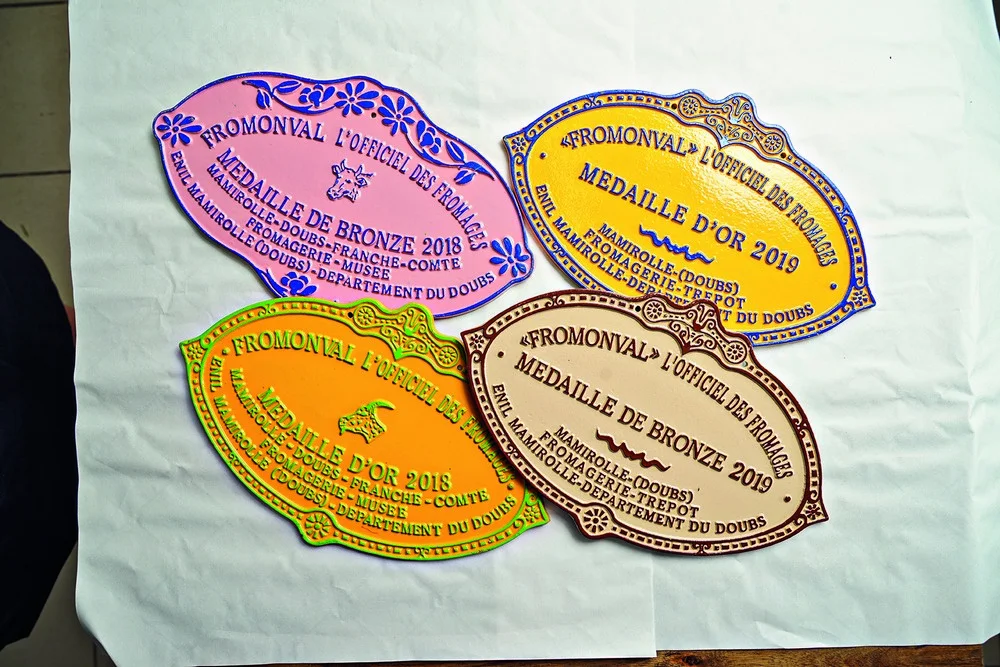 FROMONVAL L'OFFICIEL DES FROMAGES
MEDAILLE DE BRONZE 2018
MAMIROLLE-DOUBS-FRANCHE-COMTE
FROMAGERIE-MUSEE
ENIL MAMIROLLE (DOUBS)-DEPARTEMENT DU DOUBS
«FROMONVAL» L'OFFICIEL DES FROMAGES
MEDAILLE D'OR 2019
MAMIROLLE-(DOUBS)
FROMAGERIE-TREPOT
ENIL MAMIROLLE-DEPARTEMENT DU DOUBS
FROMONVAL L'OFFICIEL DES FROMAGES
MEDAILLE D'OR 2018
MAMIROLLE-DOUBS-FRANCHE-COMTE
FROMAGERIE-MUSEE
ENIL MAMIROLLE (DOUBS)-DEPARTEMENT DU DOUBS
«FROMONVAL» L'OFFICIEL DES FROMAGES
MEDAILLE DE BRONZE 2019
MAMIROLLE-(DOUBS)
FROMAGERIE-TREPOT
ENIL MAMIROLLE-DEPARTEMENT DU DOUBS